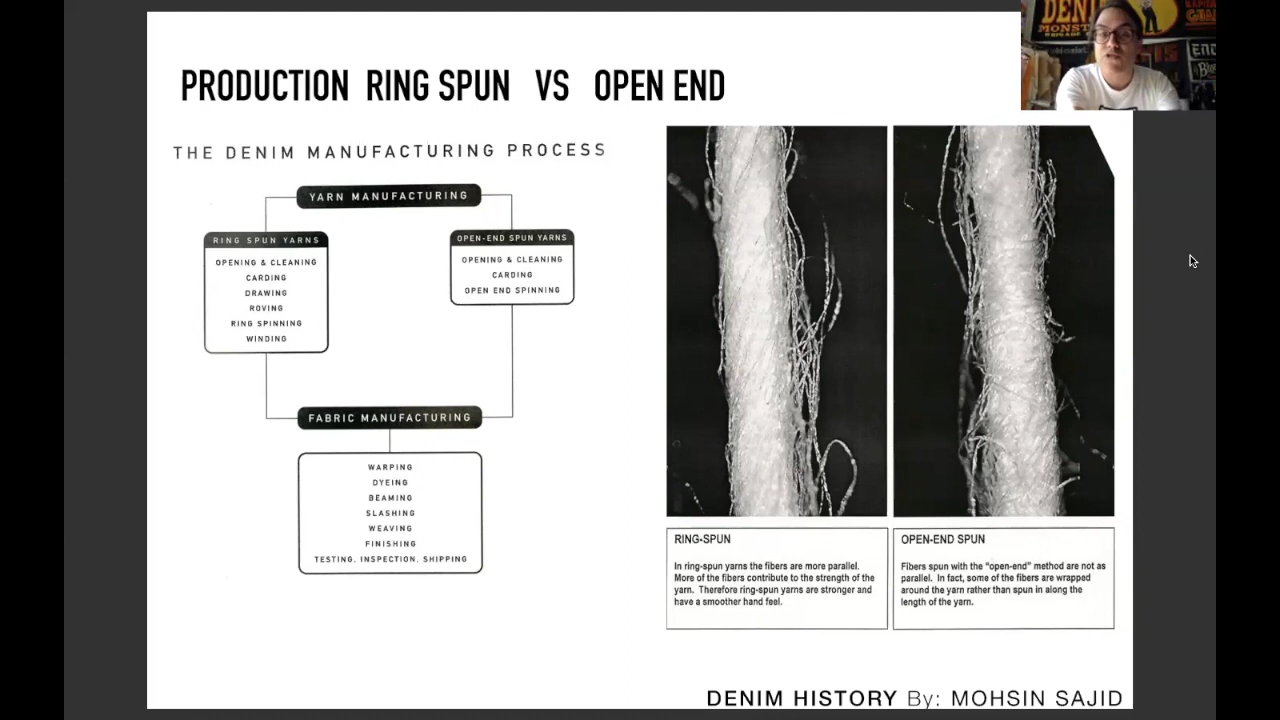 PRODUCTION RING SPUN VS OPEN END
THE DENIM MANUFACTURING PROCESS
YARN MANUFACTURING
RING SPUN YARNS
OPENING & CLEANING
CARDING
DRAWING
ROVING
RING SPINNING
WINDING
OPEN-END SPUN YARNS
OPENING & CLEANING
CARDING
OPEN END SPINNING
FABRIC MANUFACTURING
WARPING
DYEING
BEAMING
SLASHING
WEAVING
FINISHING
TESTING, INSPECTION, SHIPPING
RING-SPUN
In ring-spun yarns the fibers are more parallel.
More of the fibers contribute to the strength of the
yarn. Therefore ring-spun yarns are stronger and
have a smoother hand feel.
OPEN-END SPUN
Fibers spun with the “open-end” method are not as
parallel. In fact, some of the fibers are wrapped
around the yarn rather than spun in along the
length of the yarn.
DENIM HISTORY By: MOHSIN SAJID